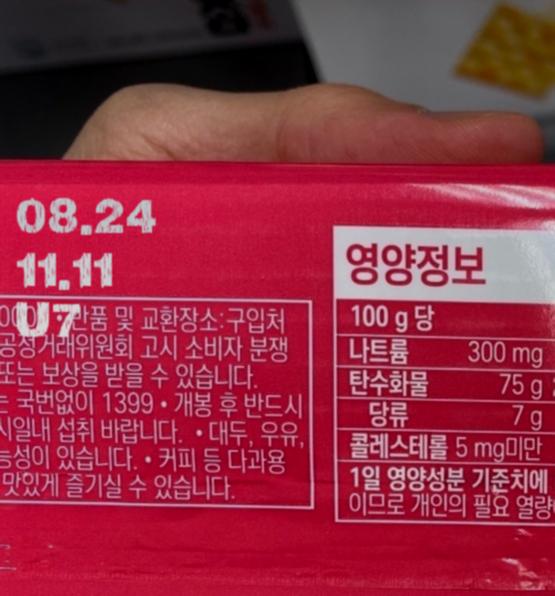 08.24
11.11
U7
반품 및 교환장소:구입처
공정거래위원회 고시 소비자 분쟁
또는 보상을 받을 수 있습니다.
는 국번없이 1399 • 개봉 후 반드시
시일내 섭취 바랍니다. • 대두, 우유,
능성이 있습니다. • 커피 등 다과용
맛있게 즐기실 수 있습니다.
영양정보
100 g 당
나트륨 300 mg
탄수화물 75 g
당류 7 g
콜레스테롤 5 mg미만
1일 영양성분 기준치에
이므로 개인의 필요 열량